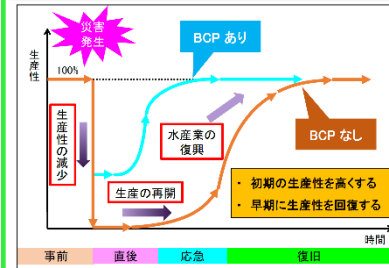 災害
発生
BCP あり
生産性
100%
生産性の減少
水産業の
復興
BCP なし
生産の再開
・ 初期の生産性を高くする
・ 早期に生産性を回復する
時間
事前
直後
応急
復旧